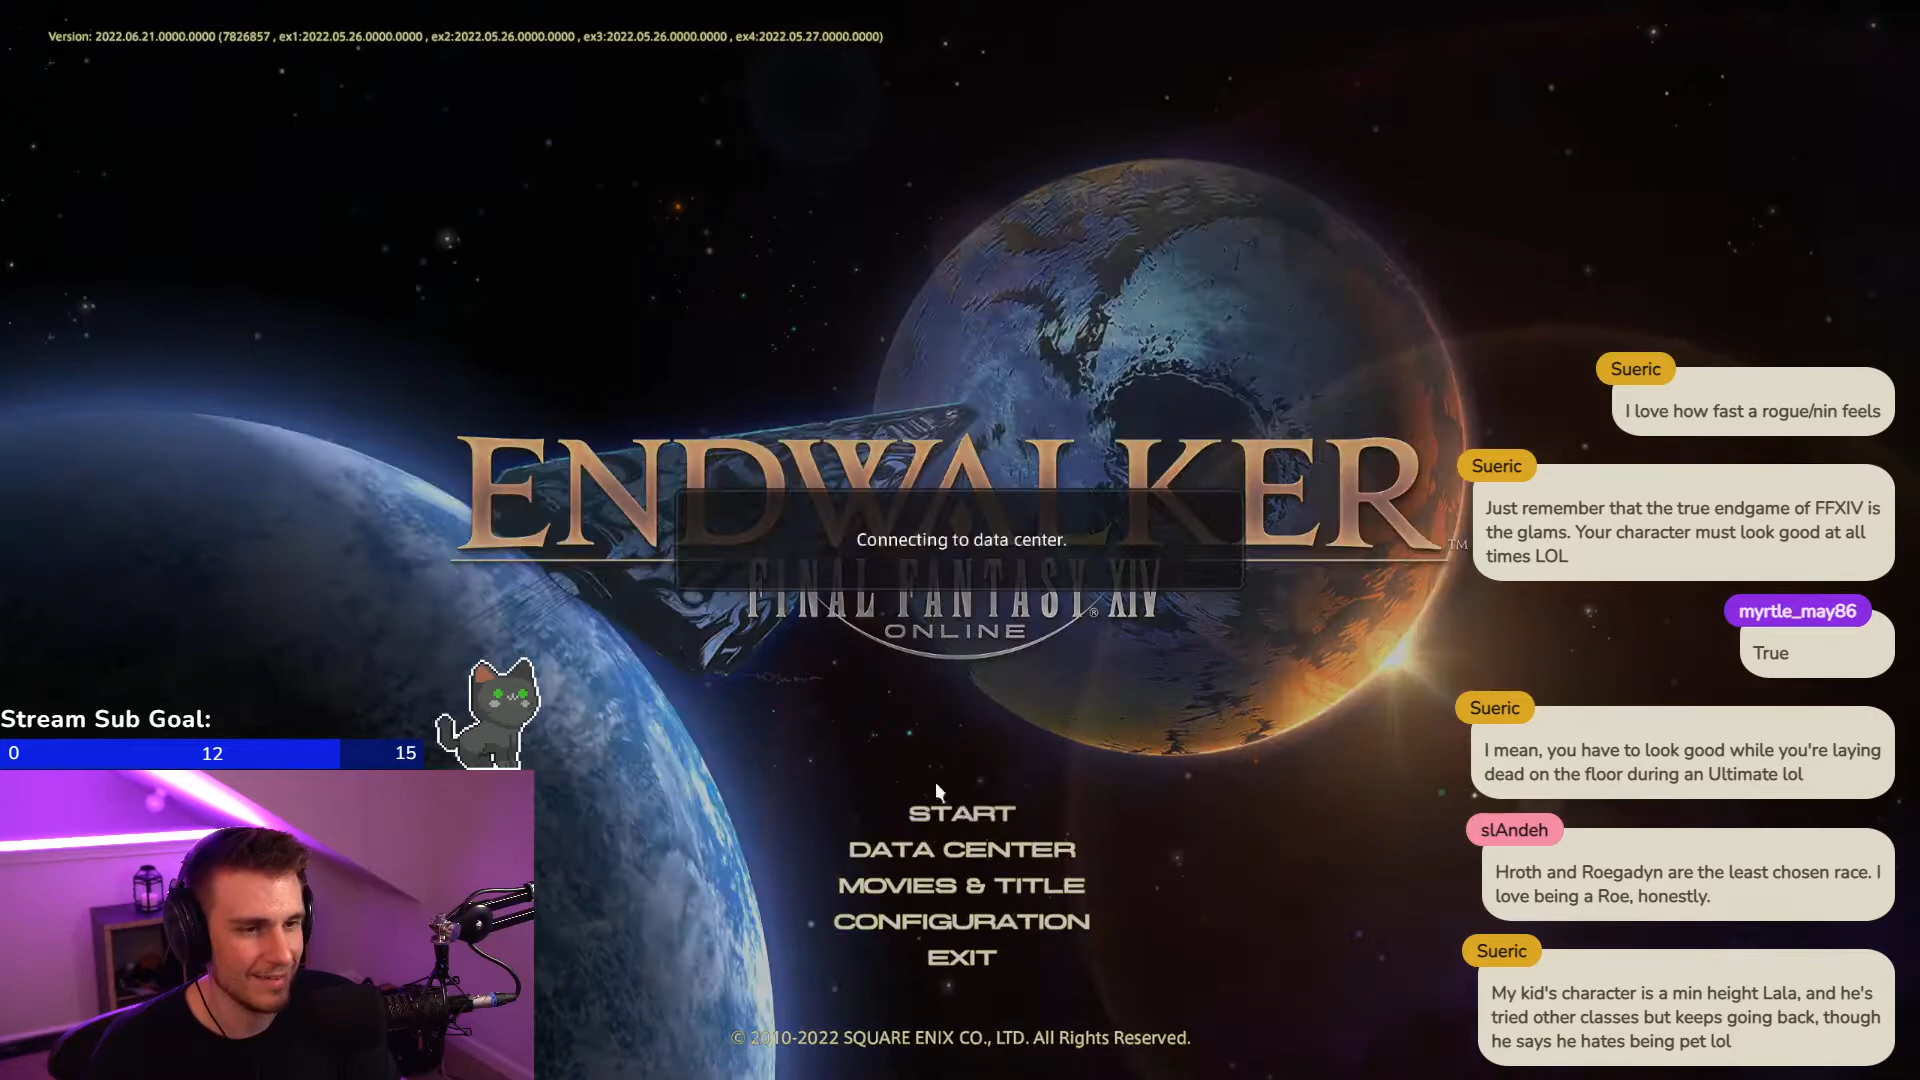 Version: 2022.06.21.0000.0000 (7826857 , ex1:2022.05.26.0000.0000 , ex2:2022.05.26.0000.0000 , ex3:2022.05.26.0000.0000 , ex4:2022.05.27.0000.0000)
ENDWALKER
TM
Connecting to data center.
FINAL FANTASY® XIV
ONLINE
START
DATA CENTER
MOVIES & TITLE
CONFIGURATION
EXIT
© 2010-2022 SQUARE ENIX CO., LTD. All Rights Reserved.
Stream Sub Goal:
0 12 15
Sueric
I love how fast a rogue/nin feels
Sueric
Just remember that the true endgame of FFXIV is
the glams. Your character must look good at all
times LOL
myrtle_may86
True
Sueric
I mean, you have to look good while you're laying
dead on the floor during an Ultimate lol
slAndeh
Hroth and Roegadyn are the least chosen race. I
love being a Roe, honestly.
Sueric
My kid's character is a min height Lala, and he's
tried other classes but keeps going back, though
he says he hates being pet lol